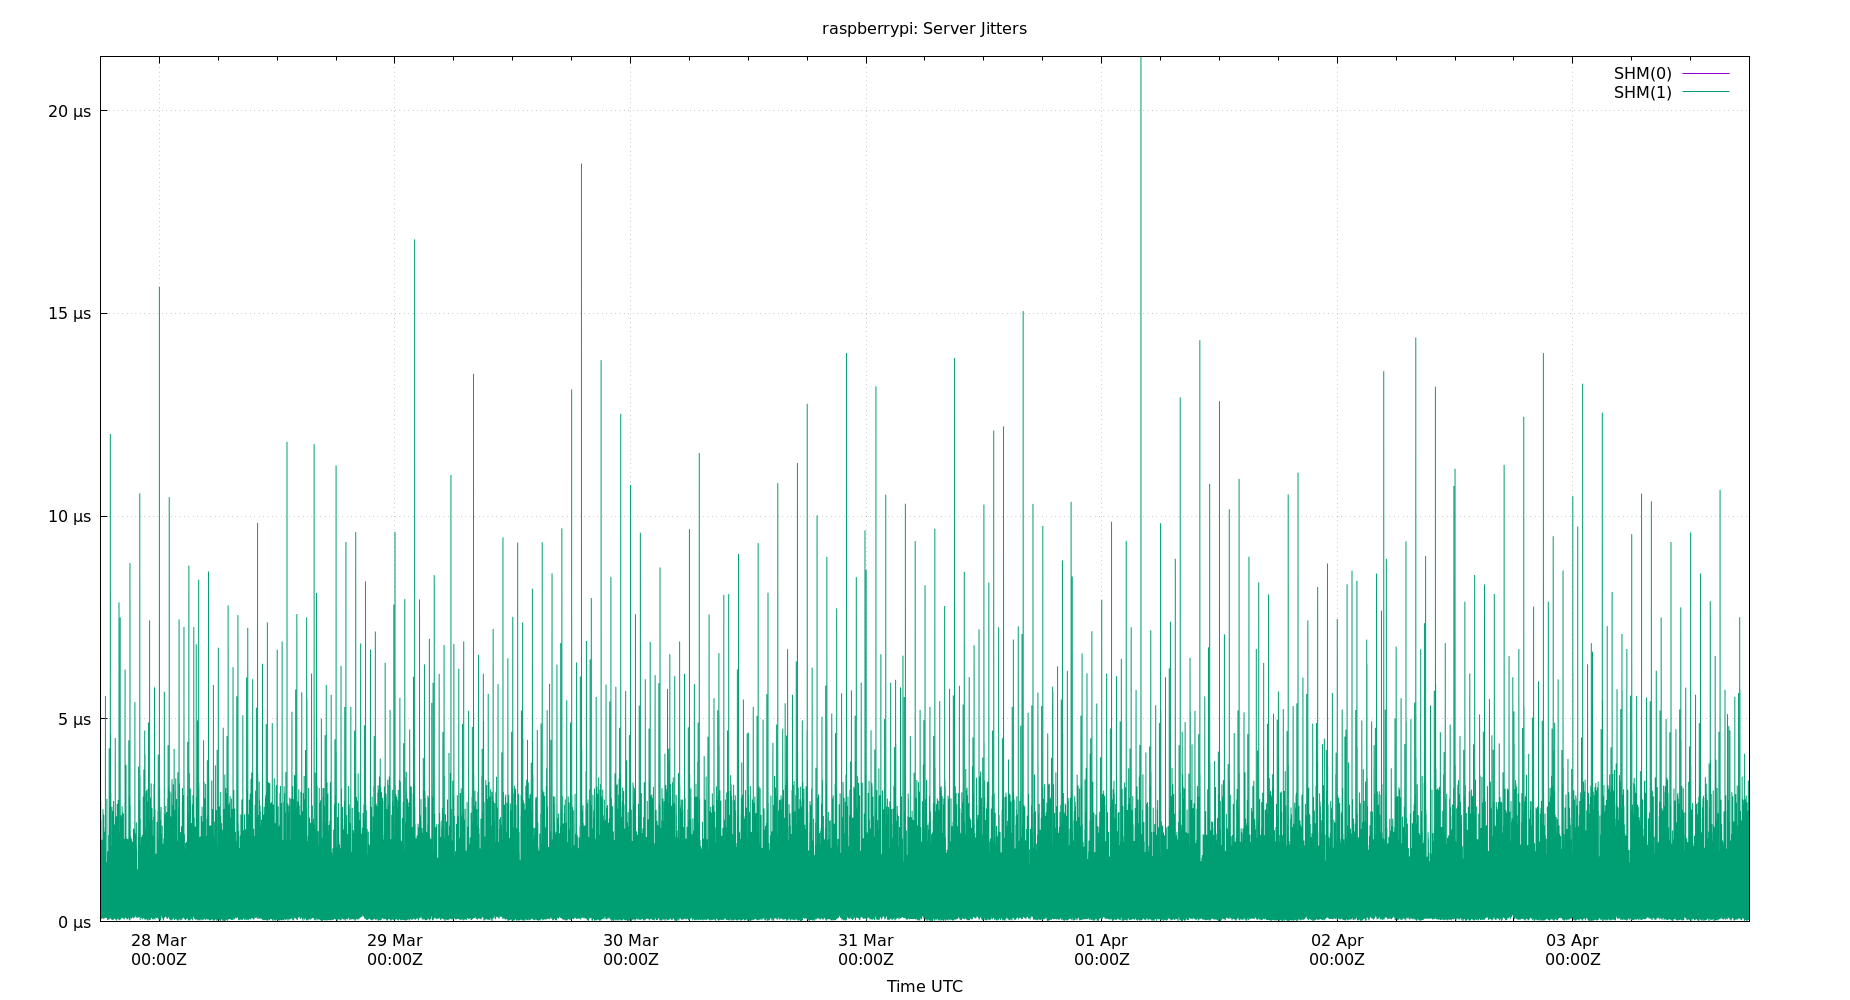 raspberrypi: Server Jitters
SHM(0)
SHM(1)
20 µs
15 µs
10 µs
5 µs
0 µs
28 Mar
00:00Z
29 Mar
00:00Z
30 Mar
00:00Z
31 Mar
00:00Z
01 Apr
00:00Z
02 Apr
00:00Z
03 Apr
00:00Z
Time UTC